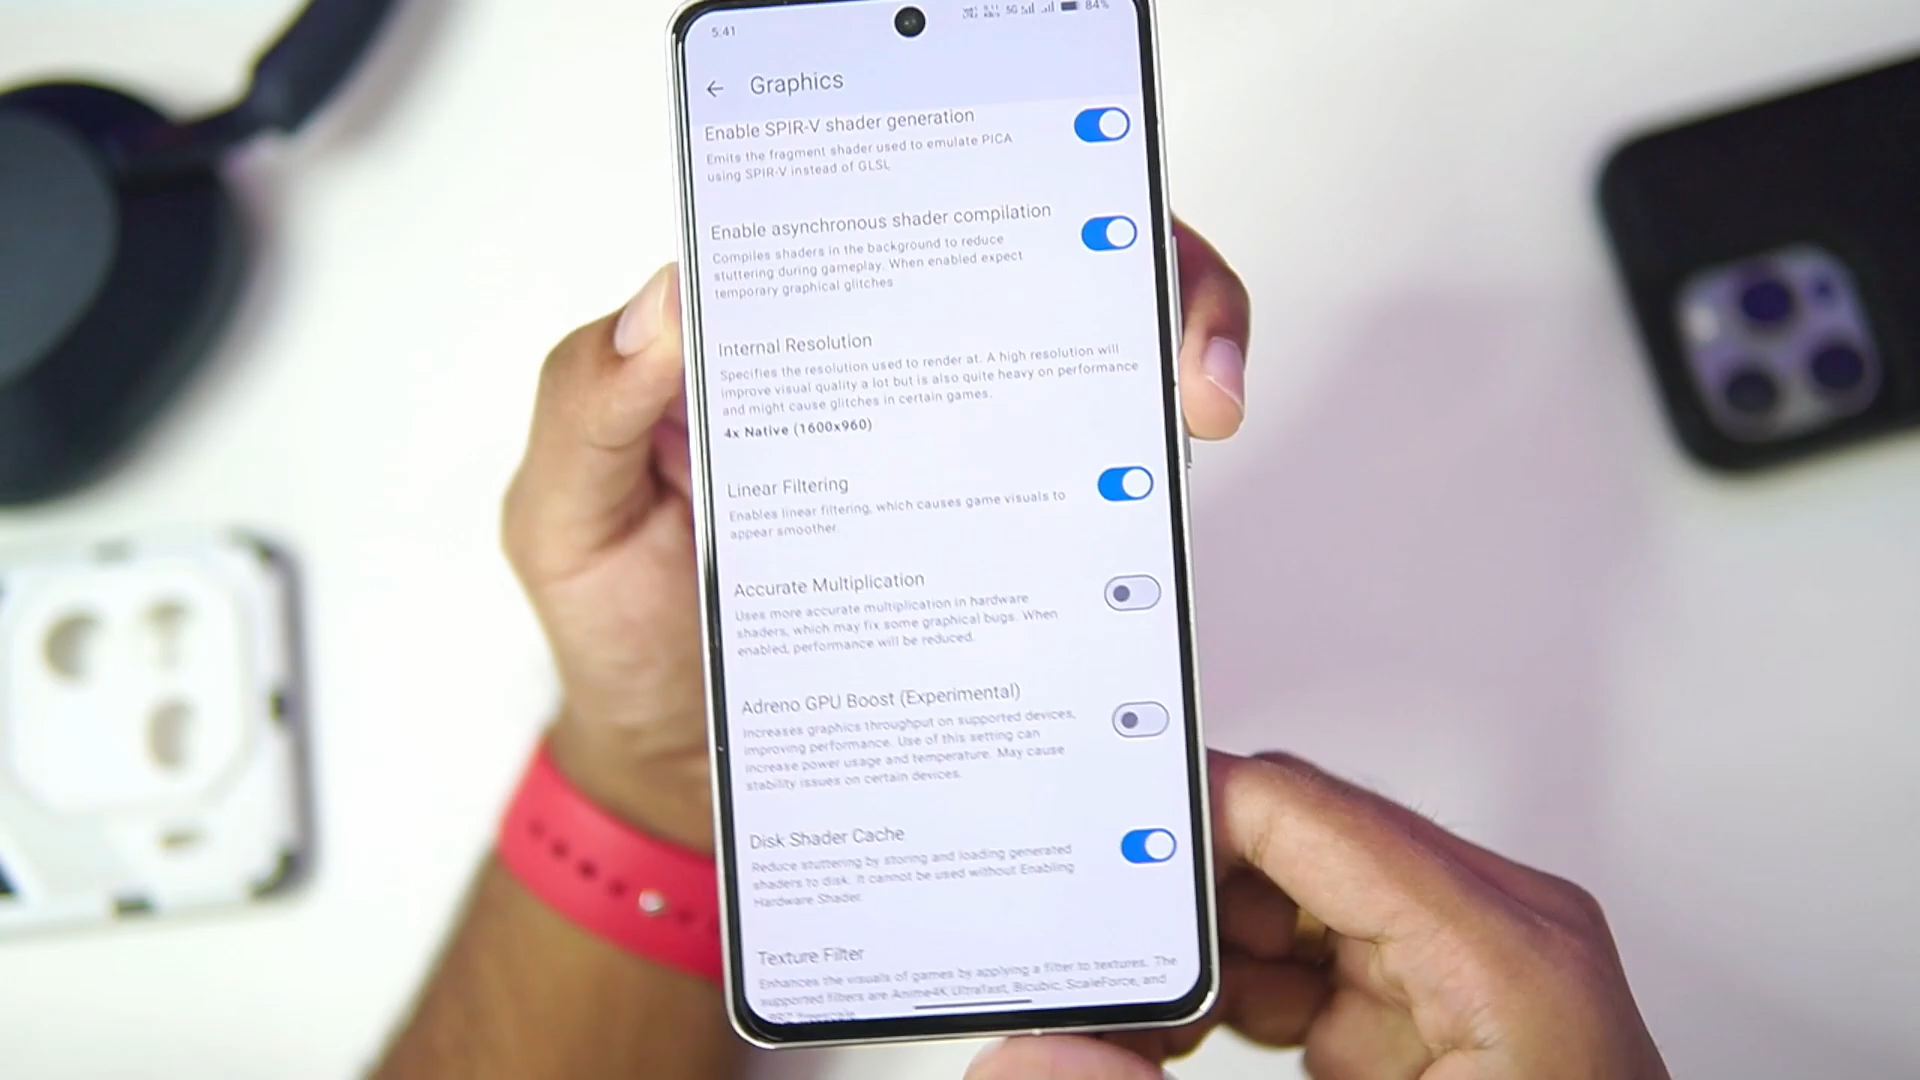 5.41
5G
84%
Graphics
Enable SPIR-V shader generation
Emits the fragment shader used to emulate PICA
using SPIR-V instead of GLSL
Enable asynchronous shader compilation
Compiles shaders in the background to reduce
stuttering during gameplay. When enabled expect
temporary graphical glitches
Internal Resolution
Specifies the resolution used to render at. A high resolution will
improve visual quality a lot but is also quite heavy on performance
and might cause glitches in certain games.
4x Native (1600x960)
Linear Filtering
Enables linear filtering, which causes game visuals to
appear smoother.
Accurate Multiplication
Uses more accurate multiplication in hardware
shaders, which may fix some graphical bugs. When
enabled, performance will be reduced.
Adreno GPU Boost (Experimental)
Increases graphics throughput on supported devices,
improving performance. Use of this setting can
increase power usage and temperature. May cause
stability issues on certain devices.
Disk Shader Cache
Reduce stuttering by storing and loading generated
shaders to disk. It cannot be used without Enabling
Hardware Shader
Texture Filter
Enhances the visuals of games by applying a filter to textures. The
supported filters are Anime4K Ultrafast, Bicubic, ScaleForce, and